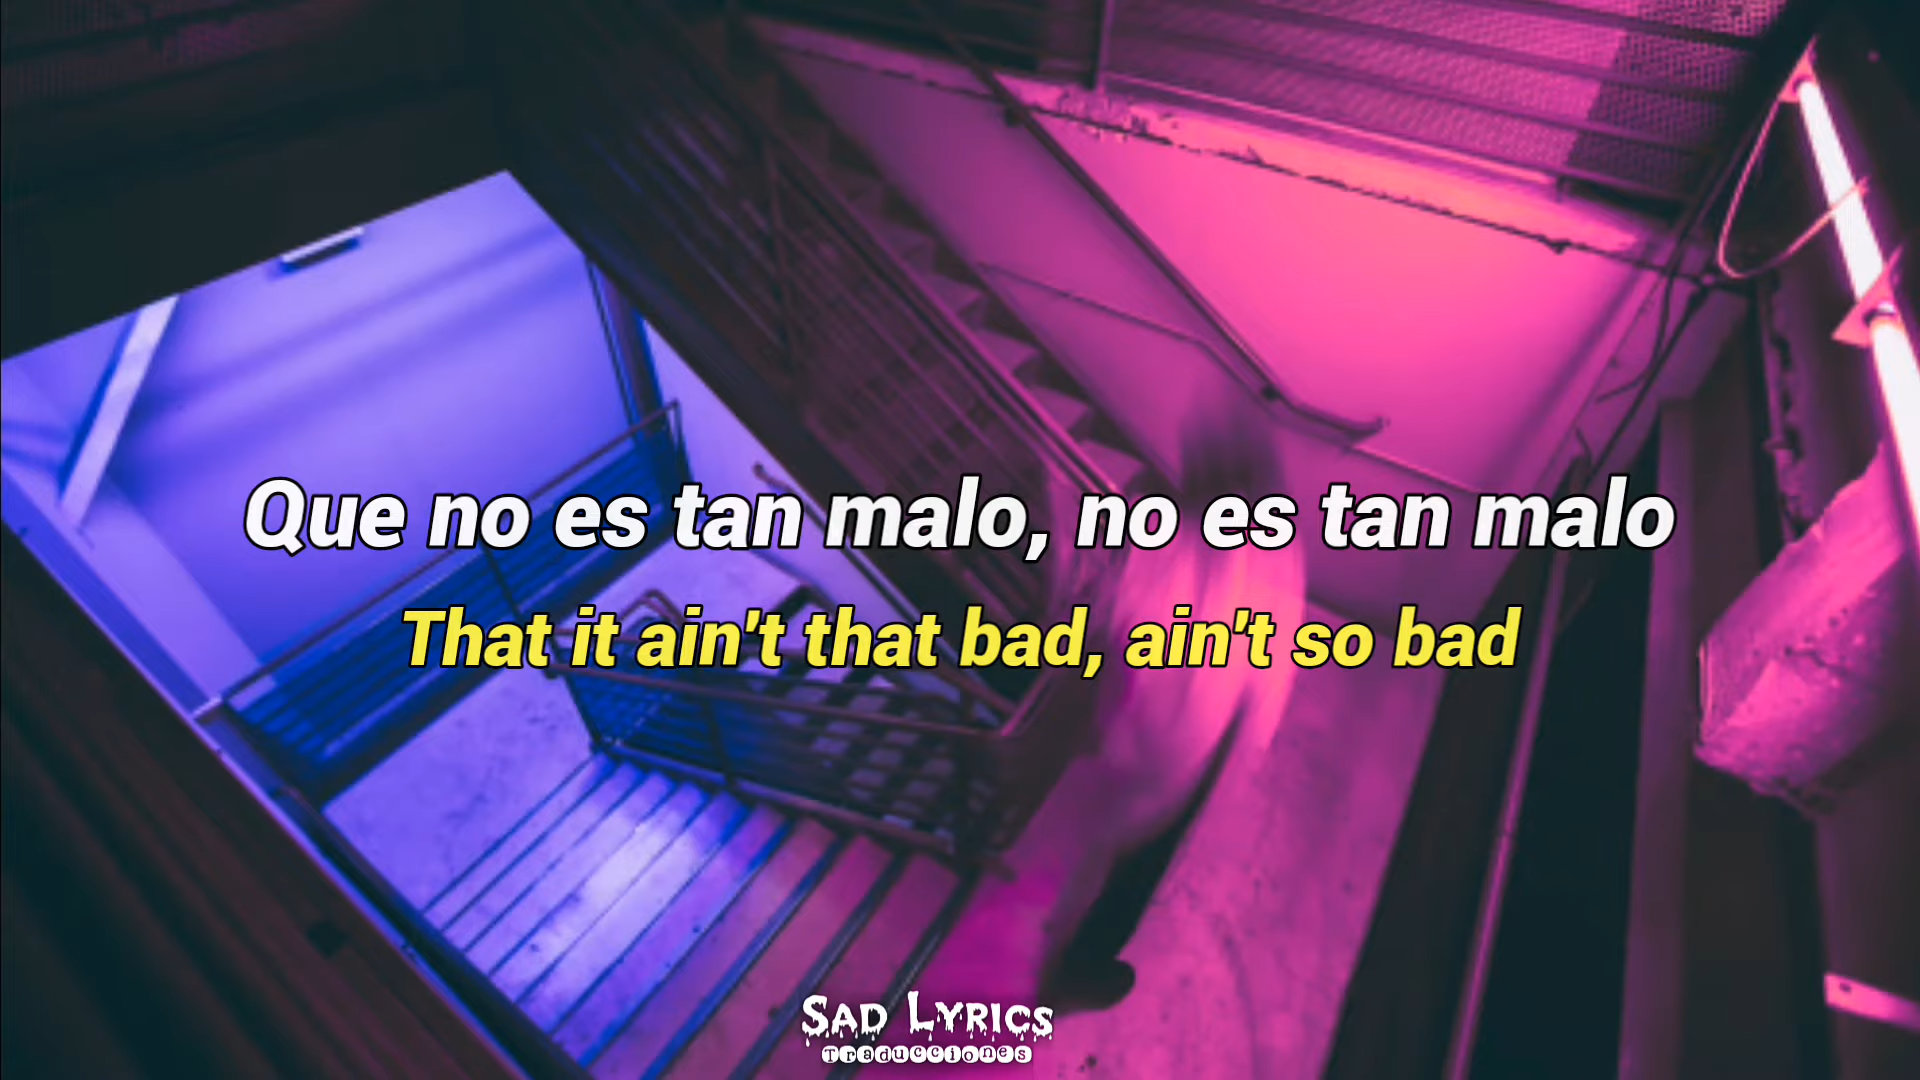 Que no es tan malo, no es tan malo
That it ain't that bad, ain't so bad
SAD LYRICS
Traducciones